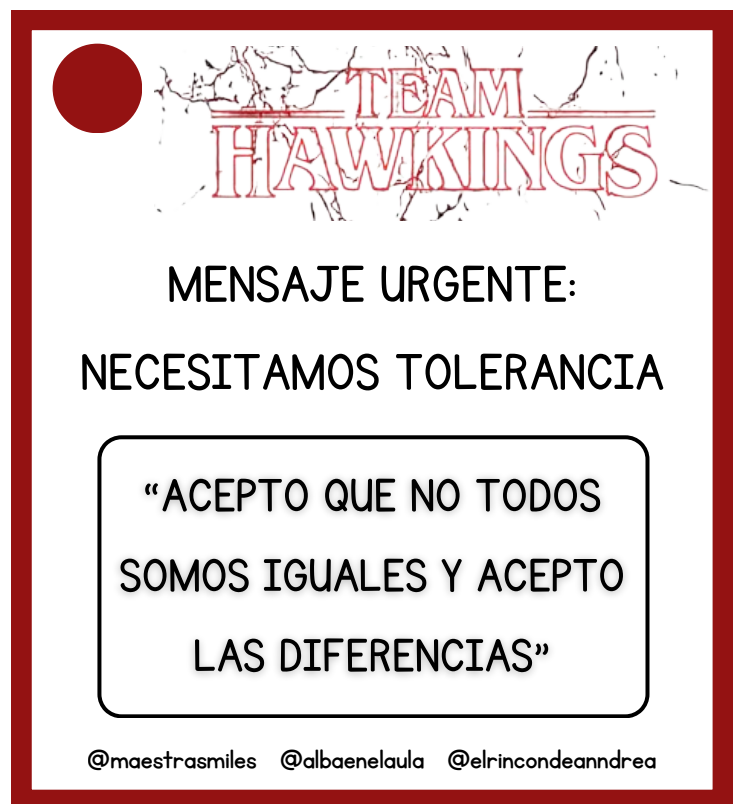 TEAM
HAWKINGS
MENSAJE URGENTE:
NECESITAMOS TOLERANCIA
“ACEPTO QUE NO TODOS
SOMOS IGUALES Y ACEPTO
LAS DIFERENCIAS”
@maestrasmiles @albaenelaula @elrincondeanndrea